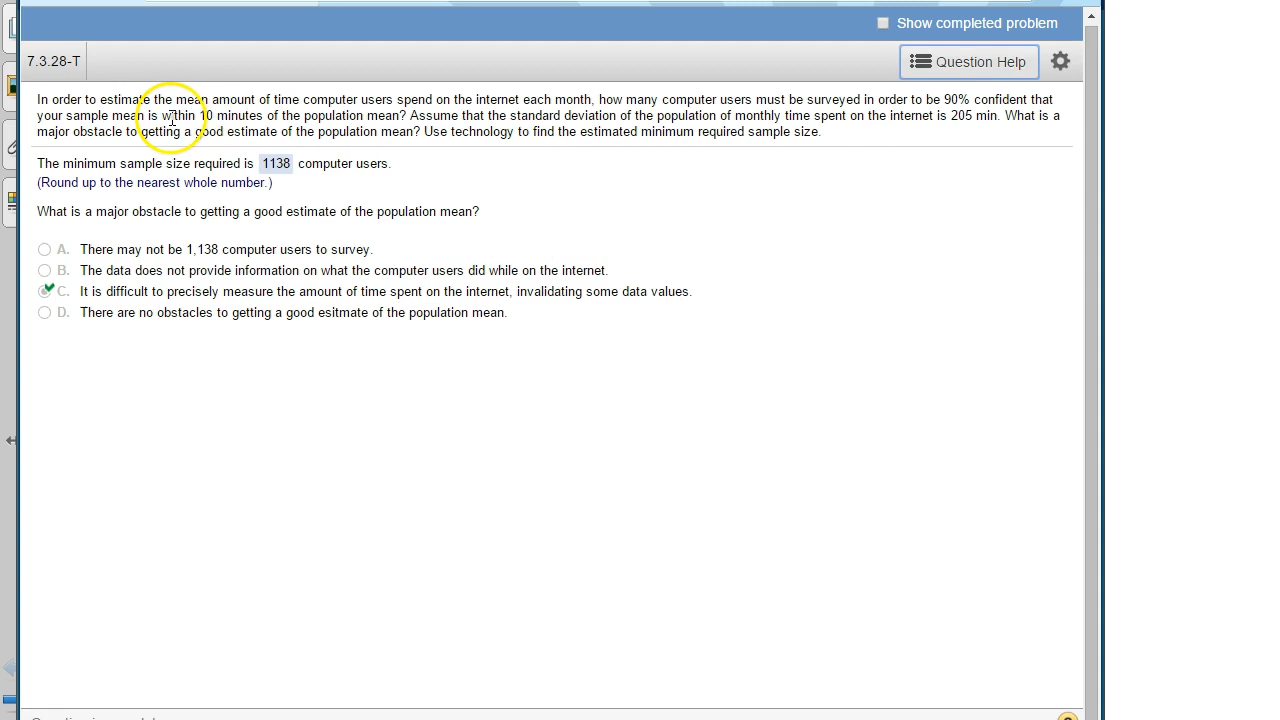 Show completed problem
7.3.28-T
Question Help
In order to estimate the mean amount of time computer users spend on the internet each month, how many computer users must be surveyed in order to be 90% confident that
your sample mean is within 10 minutes of the population mean? Assume that the standard deviation of the population of monthly time spent on the internet is 205 min. What is a
major obstacle to getting a good estimate of the population mean? Use technology to find the estimated minimum required sample size.
The minimum sample size required is 1138 computer users.
(Round up to the nearest whole number.)
What is a major obstacle to getting a good estimate of the population mean?
A. There may not be 1,138 computer users to survey.
B. The data does not provide information on what the computer users did while on the internet.
C. It is difficult to precisely measure the amount of time spent on the internet, invalidating some data values.
D. There are no obstacles to getting a good esitmate of the population mean.